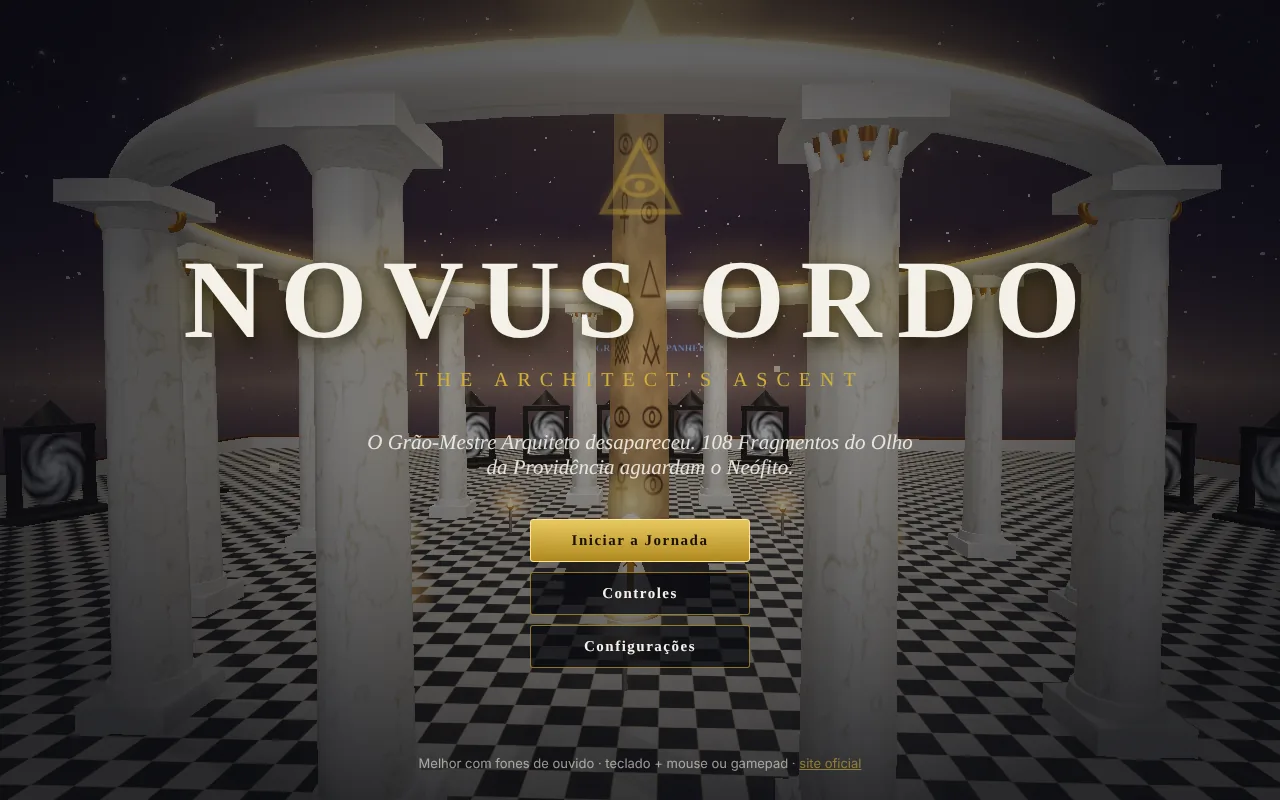 NOVUS ORDO
THE ARCHITECT'S ASCENT
O Grão-Mestre Arquiteto desapareceu. 108 Fragmentos do Olho
da Providência aguardam o Neófito.
Iniciar a Jornada
Controles
Configurações
Melhor com fones de ouvido · teclado + mouse ou gamepad · site oficial